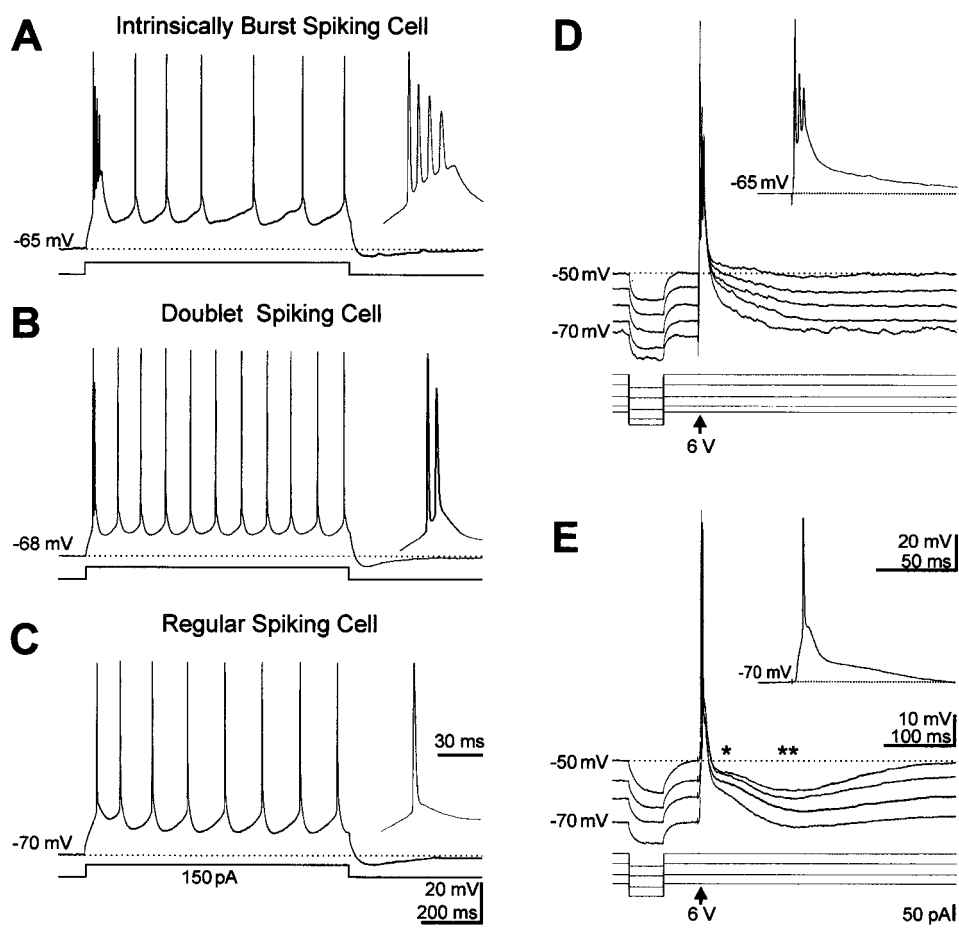 A
Intrinsically Burst Spiking Cell
-65 mV
B
Doublet Spiking Cell
-68 mV
C
Regular Spiking Cell
30 ms
-70 mV
150 pA
20 mV
200 ms
D
-65 mV
-50 mV
-70 mV
6 V
E
20 mV
50 ms
-70 mV
10 mV
100 ms
* **
-50 mV
-70 mV
6 V
50 pA